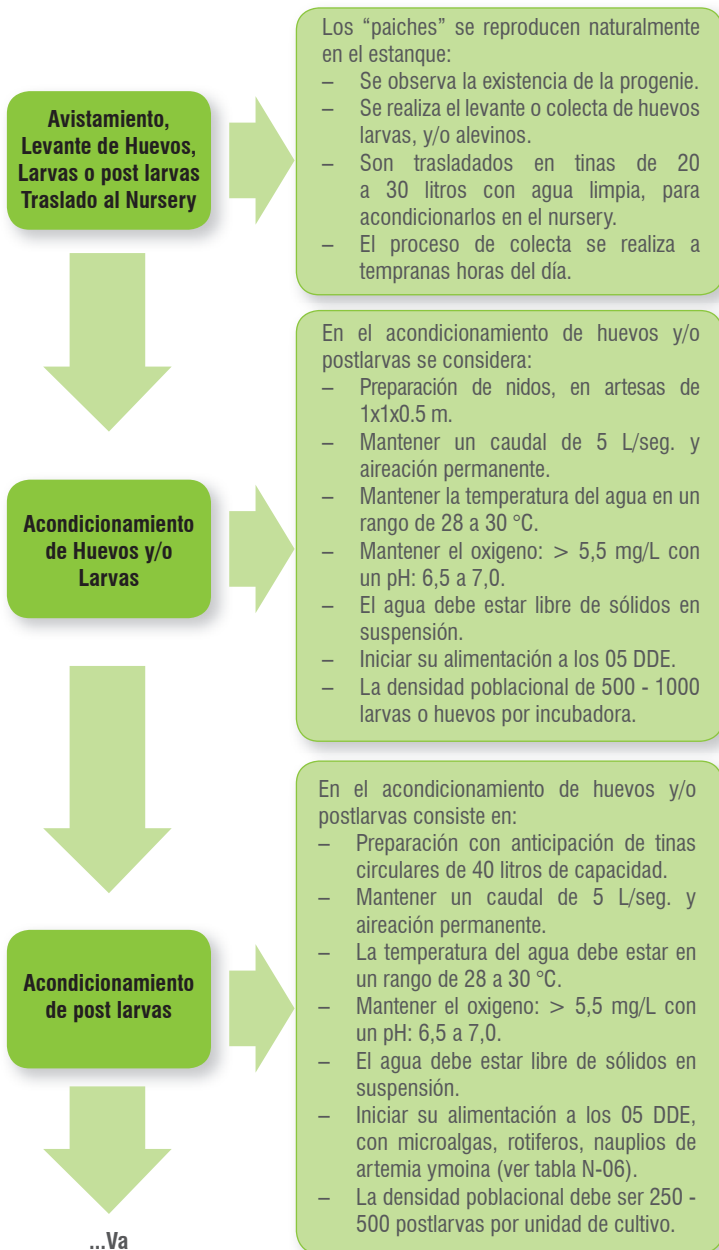 Avistamiento,
Levante de Huevos,
Larvas o post larvas
Traslado al Nursery
Los “paiches” se reproducen naturalmente
en el estanque:
– Se observa la existencia de la progenie.
– Se realiza el levante o colecta de huevos
larvas, y/o alevinos.
– Son trasladados en tinas de 20
a 30 litros con agua limpia, para
acondicionarlos en el nursery.
– El proceso de colecta se realiza a
tempranas horas del día.
Acondicionamiento
de Huevos y/o
Larvas
En el acondicionamiento de huevos y/o
postlarvas se considera:
– Preparación de nidos, en artesas de
1x1x0.5 m.
– Mantener un caudal de 5 L/seg. y
aireación permanente.
– Mantener la temperatura del agua en un
rango de 28 a 30 °C.
– Mantener el oxigeno: > 5,5 mg/L con
un pH: 6,5 a 7,0.
– El agua debe estar libre de sólidos en
suspensión.
– Iniciar su alimentación a los 05 DDE.
– La densidad poblacional de 500 - 1000
larvas o huevos por incubadora.
Acondicionamiento
de post larvas
En el acondicionamiento de huevos y/o
postlarvas consiste en:
– Preparación con anticipación de tinas
circulares de 40 litros de capacidad.
– Mantener un caudal de 5 L/seg. y
aireación permanente.
– La temperatura del agua debe estar en
un rango de 28 a 30 °C.
– Mantener el oxigeno: > 5,5 mg/L con
un pH: 6,5 a 7,0.
– El agua debe estar libre de sólidos en
suspensión.
– Iniciar su alimentación a los 05 DDE,
con microalgas, rotiferos, nauplios de
artemia ymoina (ver tabla N-06).
– La densidad poblacional debe ser 250 -
500 postlarvas por unidad de cultivo.
...Va